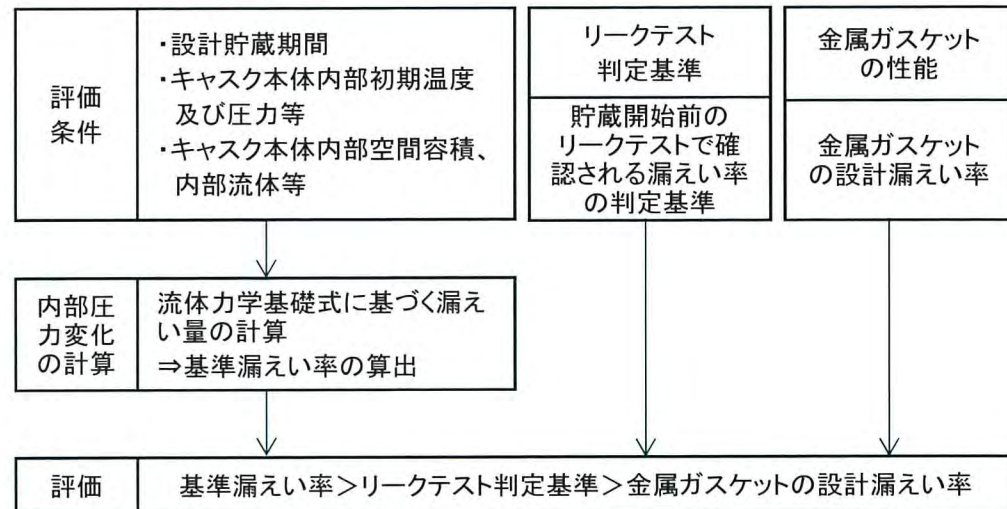 評価
条件
・設計貯蔵期間
・キャスク本体内部初期温度
及び圧力等
・キャスク本体内部空間容積、
内部流体等
リークテスト
判定基準
貯蔵開始前の
リークテストで確
認される漏えい率
の判定基準
金属ガスケット
の性能
金属ガスケット
の設計漏えい率
内部圧
力変化
の計算
流体力学基礎式に基づく漏え
い量の計算
⇒基準漏えい率の算出
評価
基準漏えい率＞リークテスト判定基準＞金属ガスケットの設計漏えい率